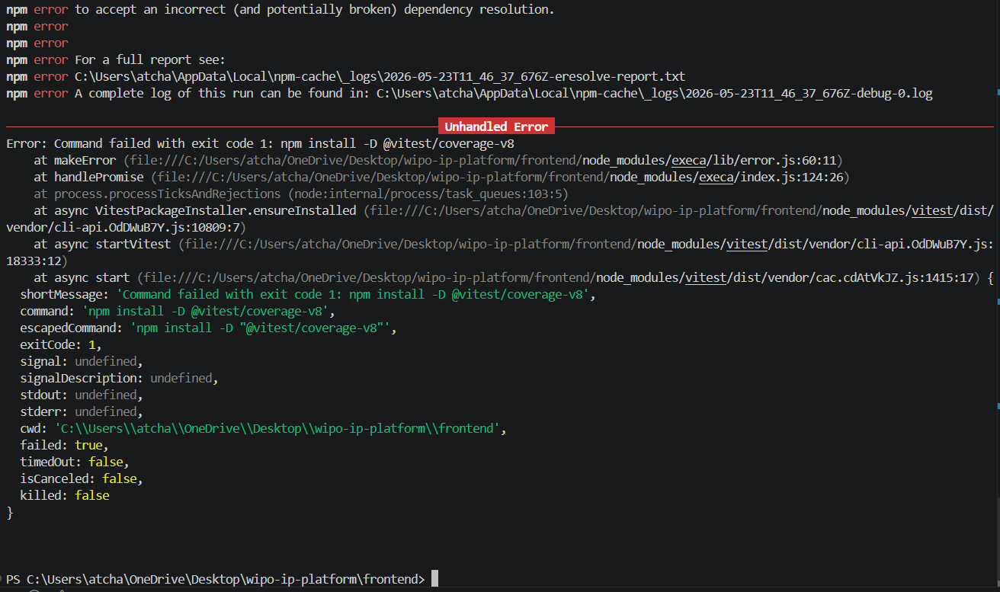 npm error to accept an incorrect (and potentially broken) dependency resolution.
npm error
npm error
npm error For a full report see:
npm error C:\Users\atcha\AppData\Local\npm-cache\_logs\2026-05-23T11_46_37_676Z-eresolve-report.txt
npm error A complete log of this run can be found in: C:\Users\atcha\AppData\Local\npm-cache\_logs\2026-05-23T11_46_37_676Z-debug-0.log
Unhandled Error
Error: Command failed with exit code 1: npm install -D @vitest/coverage-v8
    at makeError (file:///C:/Users/atcha/OneDrive/Desktop/wipo-ip-platform/frontend/node_modules/execa/lib/error.js:60:11)
    at handlePromise (file:///C:/Users/atcha/OneDrive/Desktop/wipo-ip-platform/frontend/node_modules/execa/index.js:124:26)
    at process.processTicksAndRejections (node:internal/process/task_queues:103:5)
    at async VitestPackageInstaller.ensureInstalled (file:///C:/Users/atcha/OneDrive/Desktop/wipo-ip-platform/frontend/node_modules/vitest/dist/
vendor/cli-api.OdDWuB7Y.js:10809:7)
    at async startVitest (file:///C:/Users/atcha/OneDrive/Desktop/wipo-ip-platform/frontend/node_modules/vitest/dist/vendor/cli-api.OdDWuB7Y.js:
18333:12)
    at async start (file:///C:/Users/atcha/OneDrive/Desktop/wipo-ip-platform/frontend/node_modules/vitest/dist/vendor/cac.cdAtVkJZ.js:1415:17) {
  shortMessage: 'Command failed with exit code 1: npm install -D @vitest/coverage-v8',
  command: 'npm install -D @vitest/coverage-v8',
  escapedCommand: 'npm install -D "@vitest/coverage-v8"',
  exitCode: 1,
  signal: undefined,
  signalDescription: undefined,
  stdout: undefined,
  stderr: undefined,
  cwd: 'C:\\Users\\atcha\\OneDrive\\Desktop\\wipo-ip-platform\\frontend',
  failed: true,
  timedOut: false,
  isCanceled: false,
  killed: false
}
PS C:\Users\atcha\OneDrive\Desktop\wipo-ip-platform\frontend>